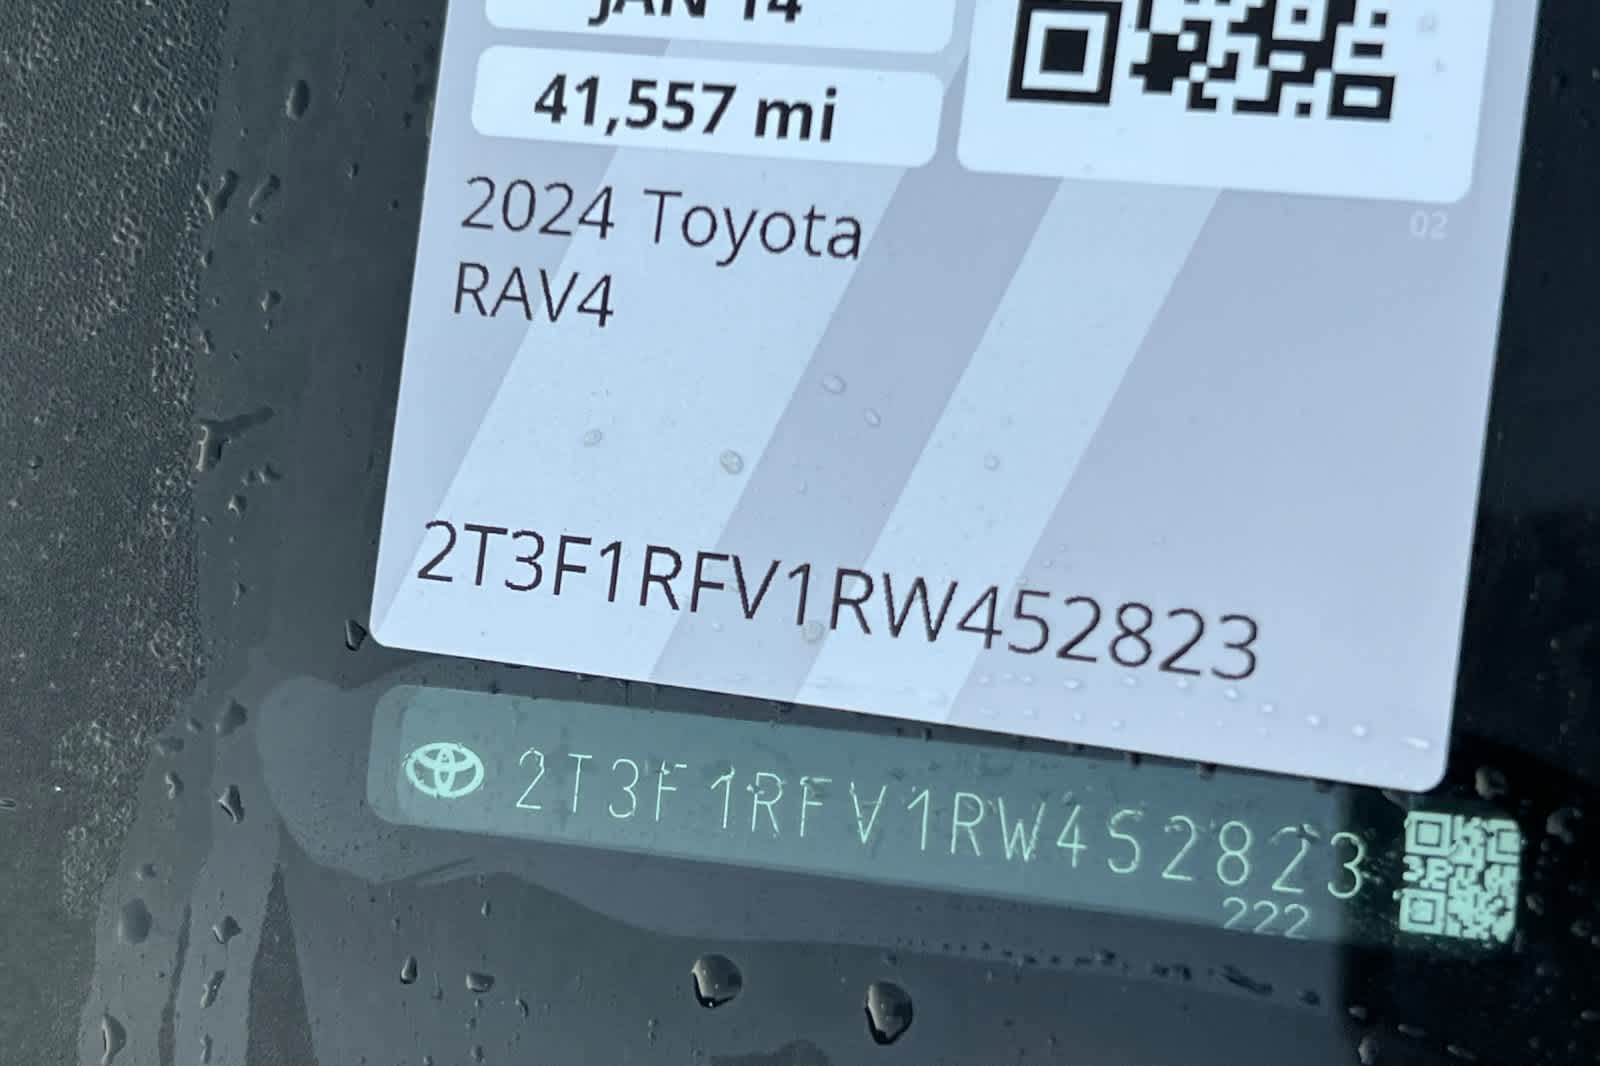 JAN 14
41,557 mi
02
2024 Toyota
RAV4
2T3F1RFV1RW452823
2T3F1RFV1RW452823
222